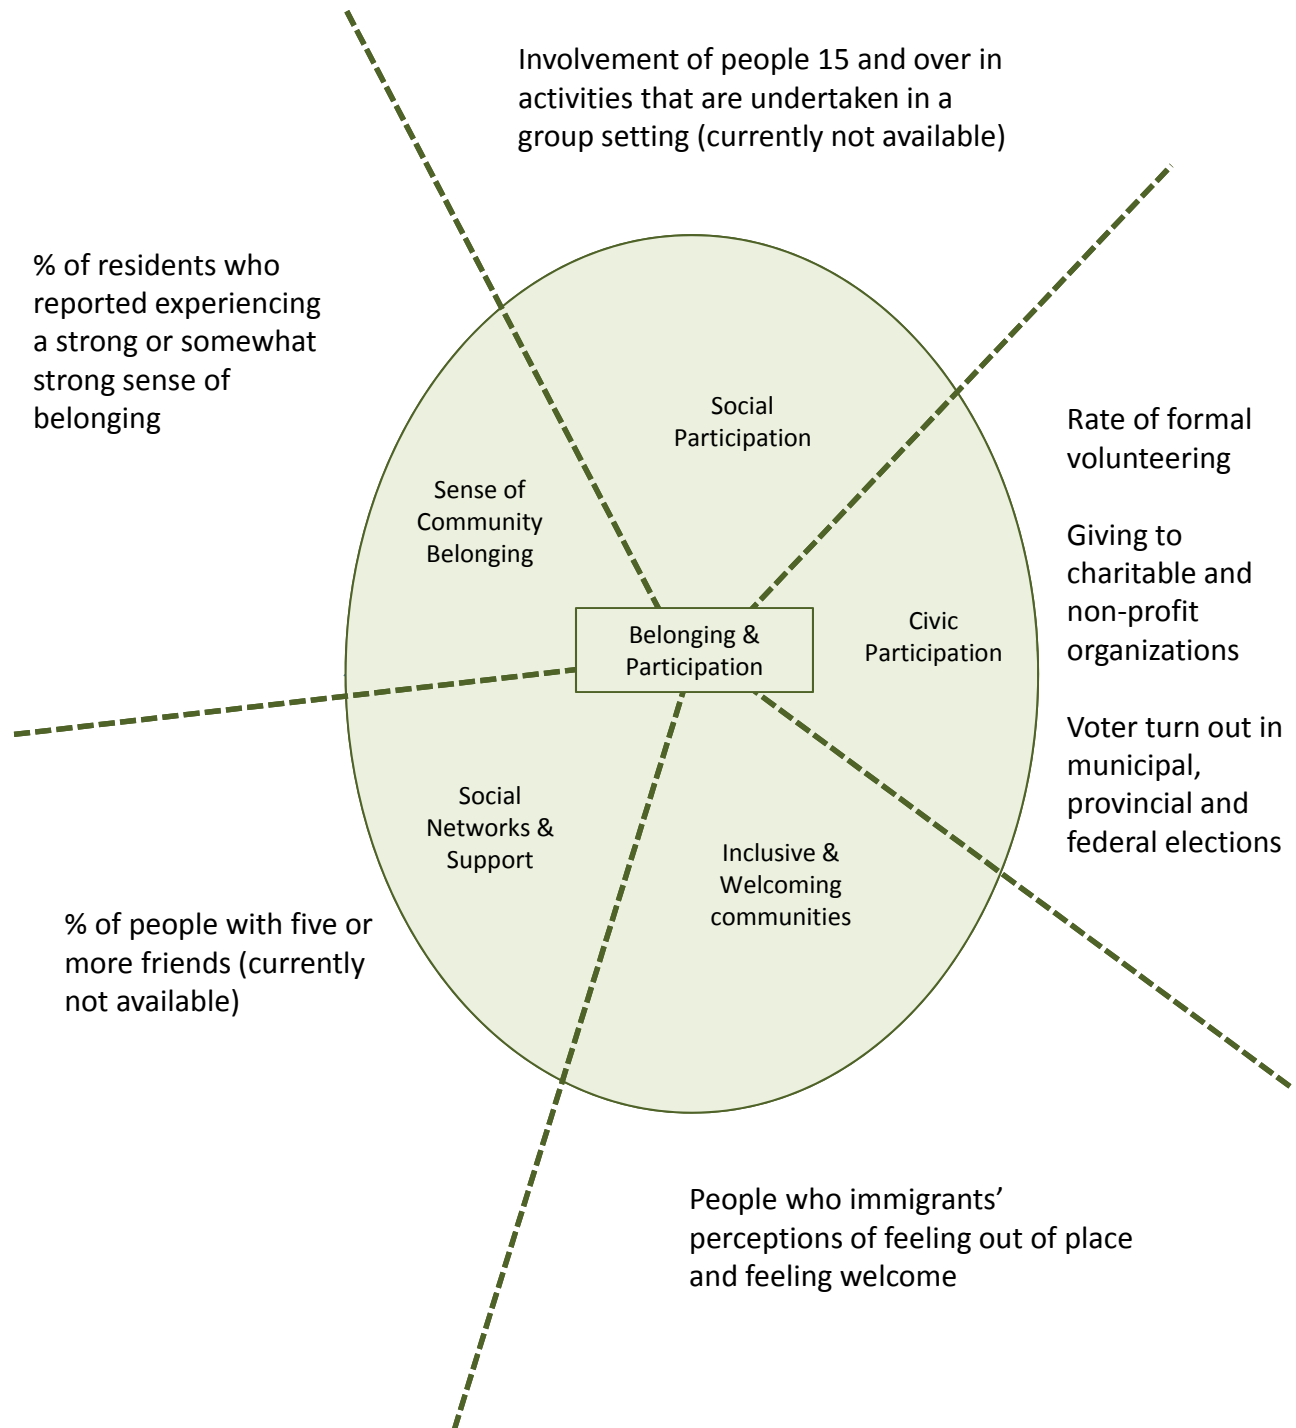 Involvement of people 15 and over in
activities that are undertaken in a
group setting (currently not available)
% of residents who
reported experiencing
a strong or somewhat
strong sense of
belonging
Social
Participation
Rate of formal
volunteering
Giving to
charitable and
non-profit
organizations
Voter turn out in
municipal,
provincial and
federal elections
Sense of
Community
Belonging
Belonging &
Participation
Civic
Participation
Social
Networks &
Support
Inclusive &
Welcoming
communities
% of people with five or
more friends (currently
not available)
People who immigrants’
perceptions of feeling out of place
and feeling welcome